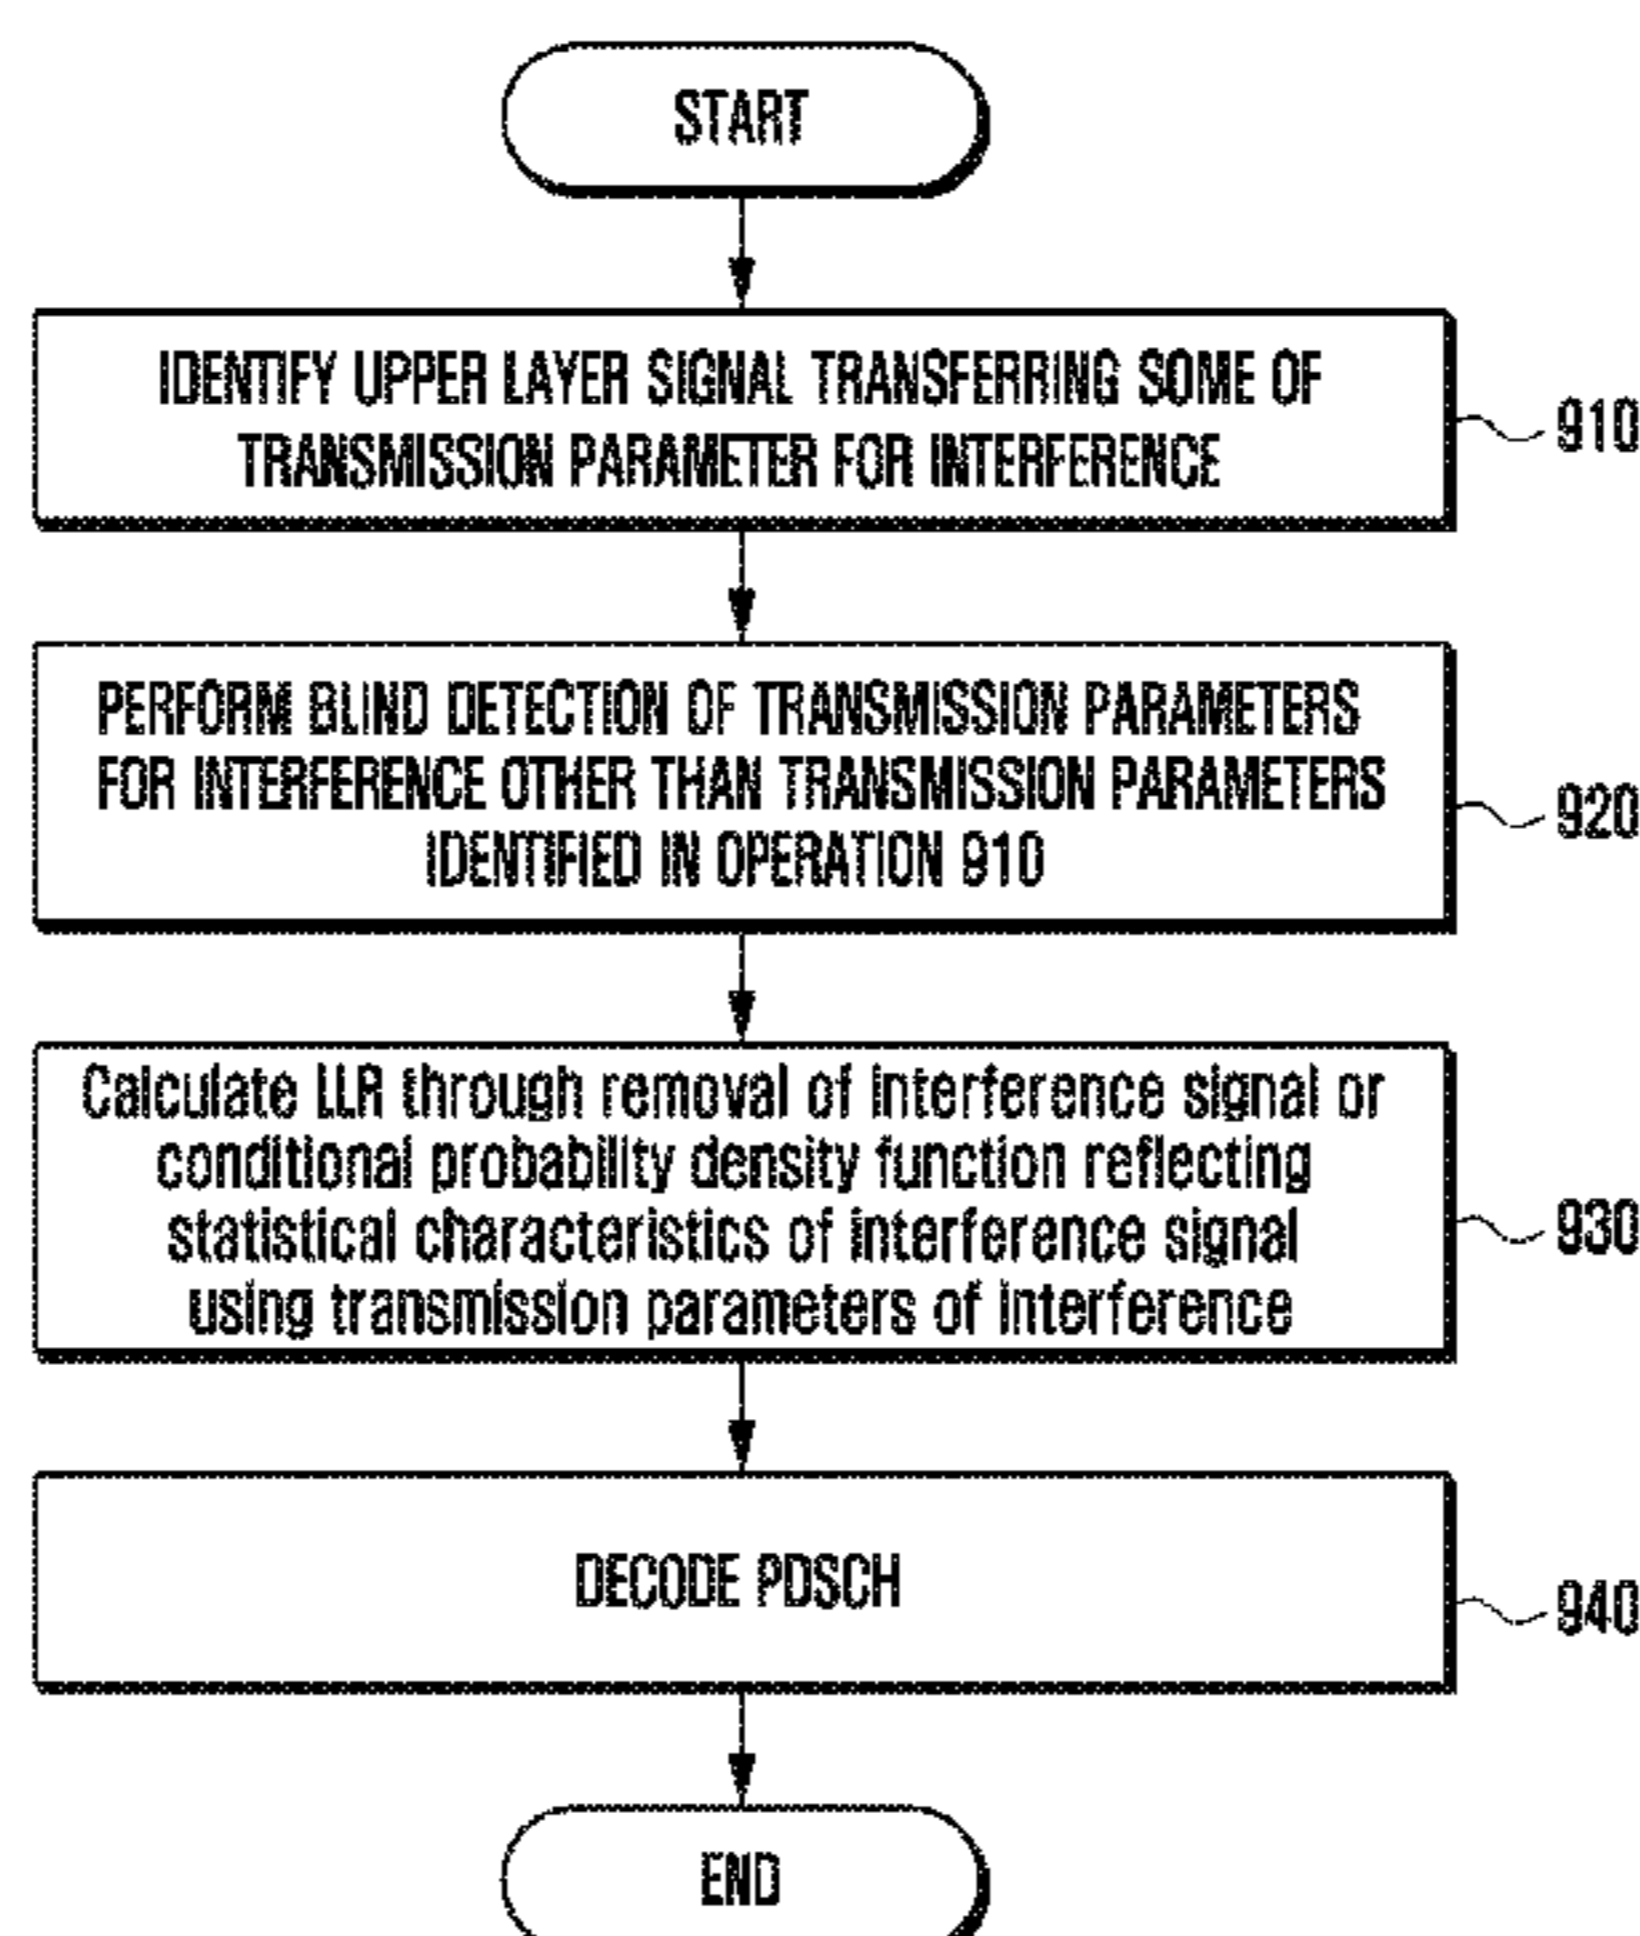 START
IDENTIFY UPPER LAYER SIGNAL TRANSFERRING SOME OF
TRANSMISSION PARAMETER FOR INTERFERENCE
910
PERFORM BLIND DETECTION OF TRANSMISSION PARAMETERS
FOR INTERFERENCE OTHER THAN TRANSMISSION PARAMETERS
IDENTIFIED IN OPERATION 910
920
Calculate LLR through removal of interference signal or
conditional probability density function reflecting
statistical characteristics of interference signal
using transmission parameters of interference
930
DECODE PDSCH
940
END